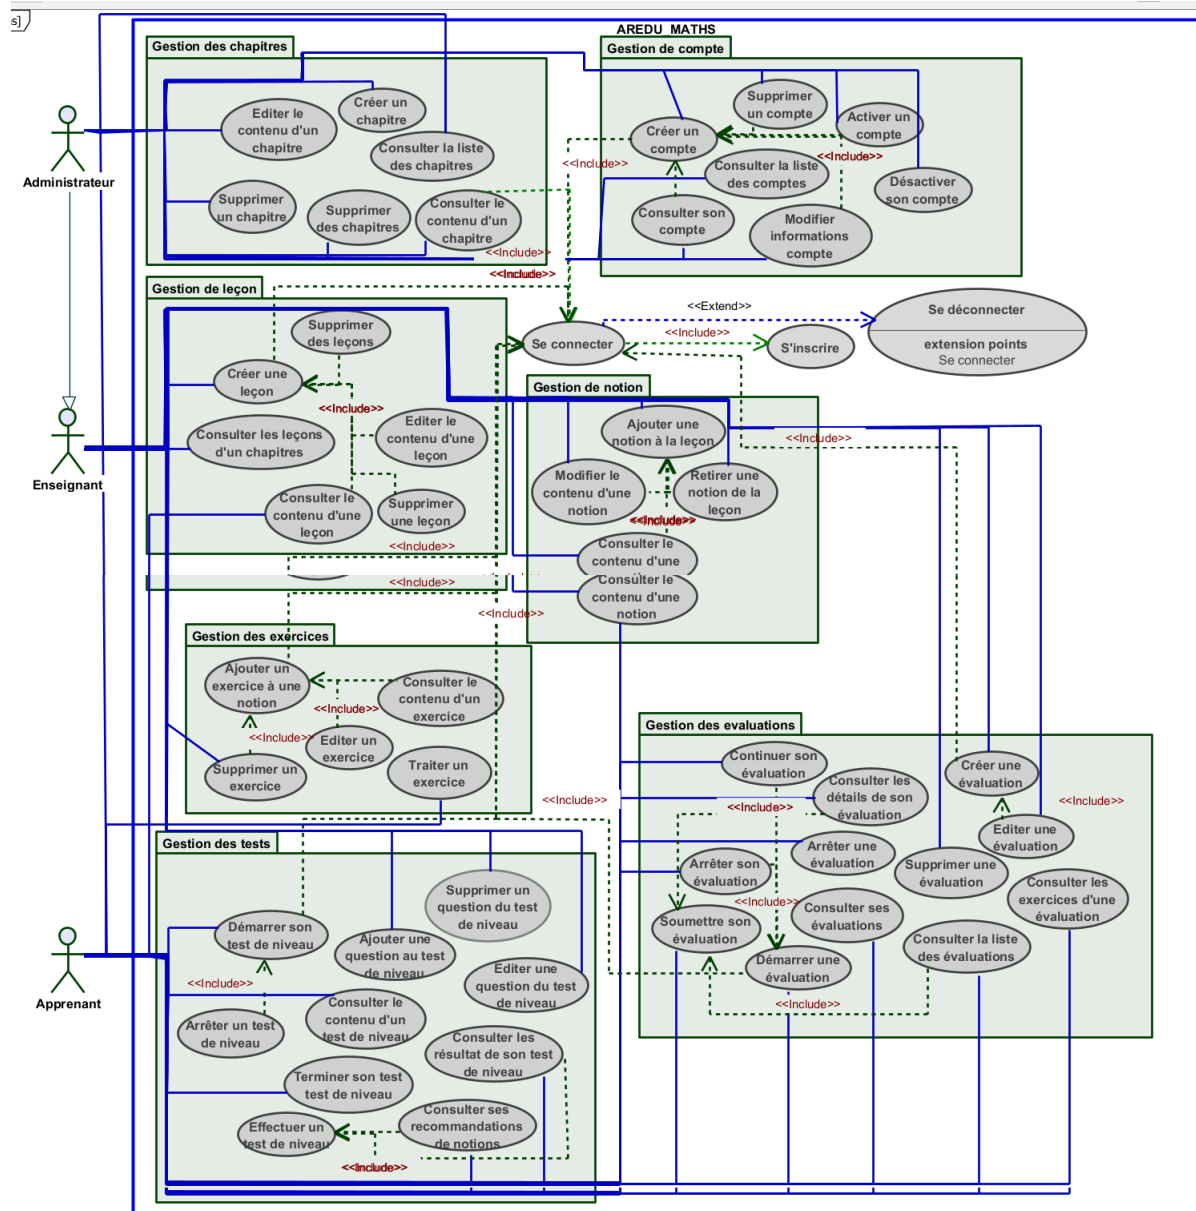 s]
AREDU_MATHS
Gestion des chapitres
Gestion de compte
Editer le
contenu d'un
chapitre
Créer un
chapitre
Consulter la liste
des chapitres
Supprimer
un chapitre
Supprimer
des chapitres
Consulter le
contenu d'un
chapitre
<<Include>>
<<Include>>
Administrateur
Supprimer
un compte
Activer un
compte
Créer un
compte
<<Include>>
<<Include>>
Consulter la liste
des comptes
Désactiver
son compte
Consulter son
compte
Modifier
informations
compte
Gestion de leçon
Supprimer
des leçons
Créer une
leçon
<<Include>>
Editer le
contenu d'une
leçon
Consulter les leçons
d'un chapitres
Consulter le
contenu d'une
leçon
Supprimer
une leçon
<<Include>>
<<Include>>
Enseignant
Se connecter
<<Extend>>
<<Include>>
S'inscrire
Se déconnecter
extension points
Se connecter
Gestion de notion
Ajouter une
notion à la leçon
<<Include>>
Modifier le
contenu d'une
notion
Retirer une
notion de la
leçon
<<Include>>
Consulter le
contenu d'une
Consulter le
contenu d'une
notion
<<Include>>
Gestion des exercices
Ajouter un
exercice à une
notion
Consulter le
contenu d'un
exercice
<<Include>>
<<Include>>
Editer un
exercice
Supprimer un
exercice
Traiter un
exercice
<<Include>>
Gestion des evaluations
Continuer son
évaluation
Créer une
évaluation
Consulter les
détails de son
évaluation
<<Include>>
<<Include>>
Editer une
évaluation
Arrêter une
évaluation
Arrêter son
évaluation
Supprimer une
évaluation
Consulter les
exercices d'une
évaluation
<<Include>>
Consulter ses
évaluations
Soumettre son
évaluation
Consulter la liste
des évaluations
Démarrer une
évaluation
<<Include>>
Gestion des tests
Supprimer un
question du test
de niveau
Démarrer son
test de niveau
Ajouter une
question au test
de niveau
Editer une
question du test
de niveau
<<Include>>
Consulter le
contenu d'un
test de niveau
Arrêter un test
de niveau
Consulter les
résultat de son test
de niveau
Terminer son test
test de niveau
Consulter ses
recommandations
de notions
Effectuer un
test de niveau
<<Include>>
Apprenant